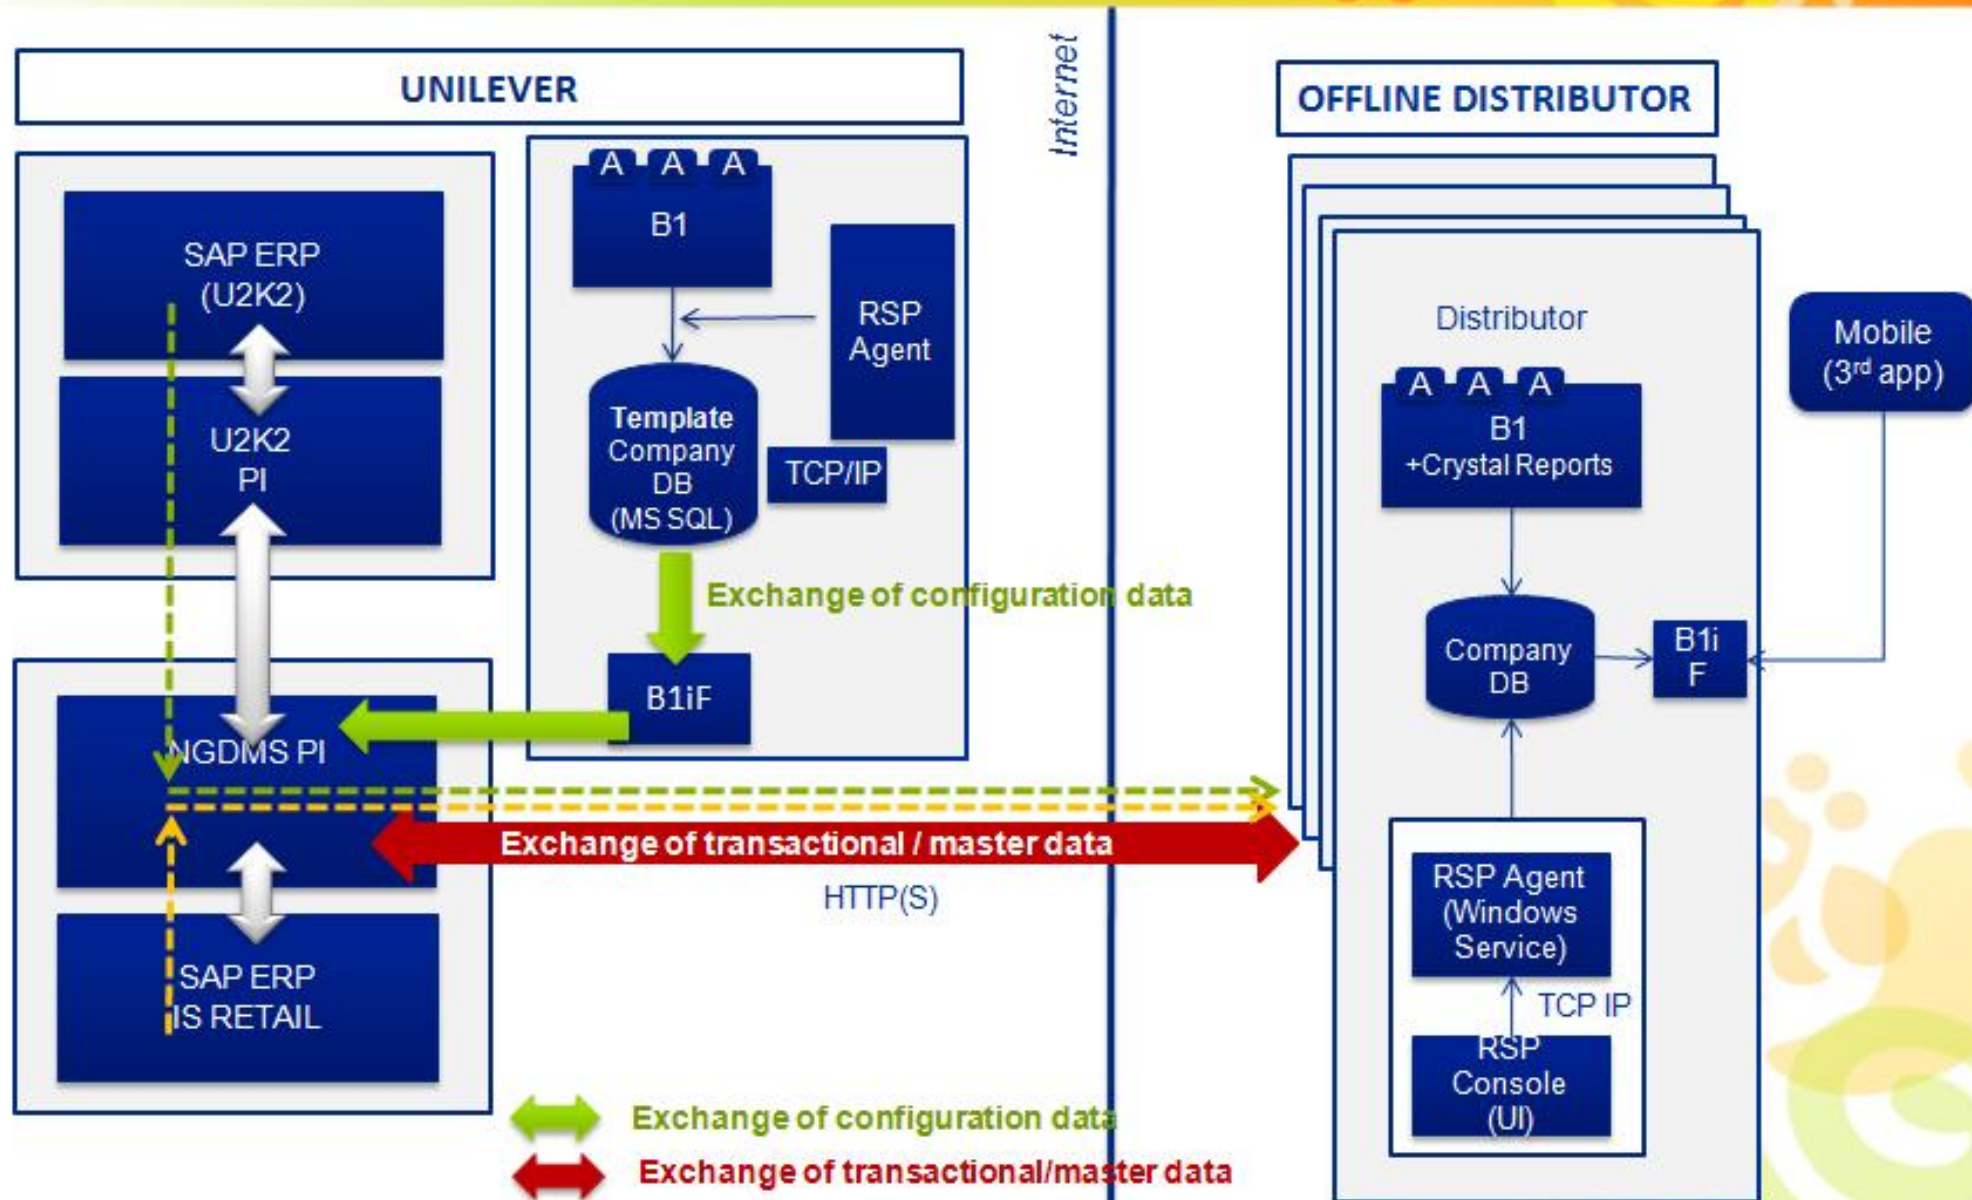 UNILEVER
Internet
OFFLINE DISTRIBUTOR
SAP ERP
(U2K2)
U2K2
PI
A A A
B1
RSP
Agent
Template
Company
DB
(MS SQL)
TCP/IP
Exchange of configuration data
B1iF
NGDMS PI
Exchange of transactional / master data
HTTP(S)
SAP ERP
IS RETAIL
Distributor
A A A
B1
+Crystal Reports
Mobile
(3rd app)
Company
DB
B1i
F
RSP Agent
(Windows
Service)
TCP IP
RSP
Console
(UI)
Exchange of configuration data
Exchange of transactional/master data